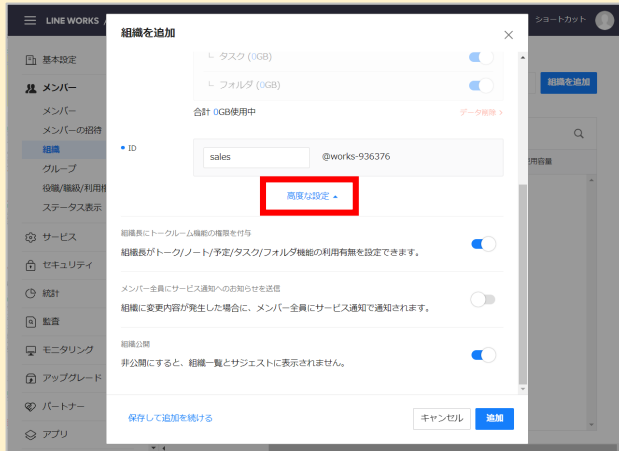 LINE WORKS /
ショートカット
基本設定
メンバー
メンバー
メンバーの招待
組織
グループ
役職/職級/利用権
ステータス表示
サービス
セキュリティ
統計
監査
モニタリング
アップグレード
パートナー
アプリ
組織を追加
用容量
組織を追加
└ タスク (0GB)
└ フォルダ (0GB)
合計 0GB使用中
データ削除 >
ID
sales
@works-936376
高度な設定
組織長にトークルーム機能の権限を付与
組織長がトーク/ノート/予定/タスク/フォルダ機能の利用有無を設定できます。
メンバー全員にサービス通知へのお知らせを送信
組織に変更内容が発生した場合に、メンバー全員にサービス通知で通知されます。
組織公開
非公開にすると、組織一覧とサジェストに表示されません。
保存して追加を続ける
キャンセル
追加